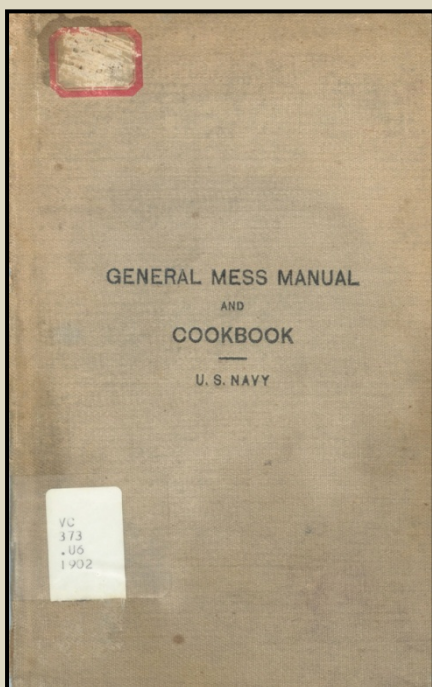 GENERAL MESS MANUAL
AND
COOKBOOK
U. S. NAVY
VC
373
.U6
1902